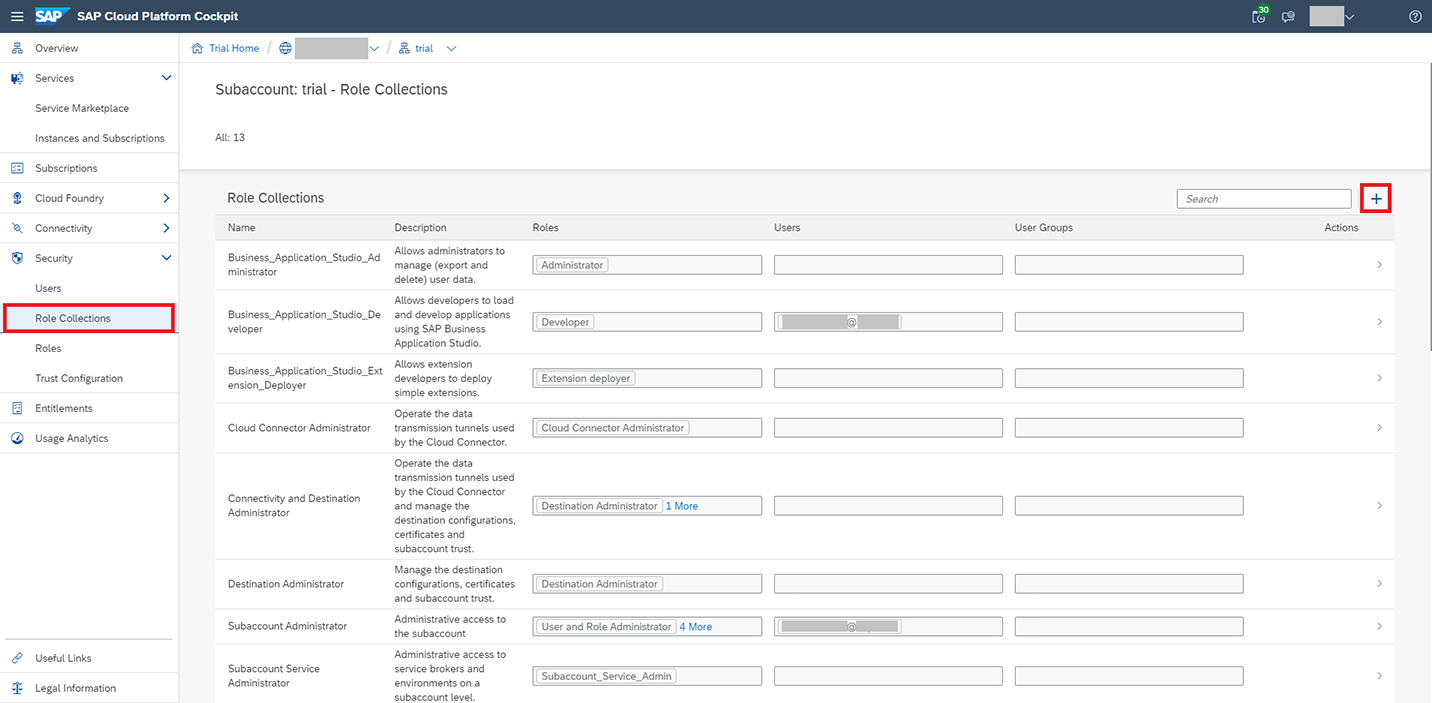 SAP SAP Cloud Platform Cockpit 30
Overview
Services
Service Marketplace
Instances and Subscriptions
Subscriptions
Cloud Foundry
Connectivity
Security
Users
Role Collections
Roles
Trust Configuration
Entitlements
Usage Analytics
Useful Links
Legal Information
Trial Home / / trial
Subaccount: trial - Role Collections
All: 13
Role Collections Search
Name Description Roles Users User Groups Actions
Business_Application_Studio_Ad
ministrator
Allows administrators to
manage (export and
delete) user data.
Administrator
Business_Application_Studio_De
veloper
Allows developers to load
and develop applications
using SAP Business
Application Studio.
Developer
@
Business_Application_Studio_Ext
ension_Deployer
Allows extension
developers to deploy
simple extensions.
Extension deployer
Cloud Connector Administrator
Operate the data
transmission tunnels used
by the Cloud Connector.
Cloud Connector Administrator
Connectivity and Destination
Administrator
Operate the data
transmission tunnels used
by the Cloud Connector
and manage the
destination configurations,
certificates and
subaccount trust.
Destination Administrator 1 More
Destination Administrator
Manage the destination
configurations, certificates
and subaccount trust.
Destination Administrator
Subaccount Administrator
Administrative access to
the subaccount
User and Role Administrator 4 More
@
Subaccount Service
Administrator
Administrative access to
service brokers and
environments on a
subaccount level.
Subaccount_Service_Admin